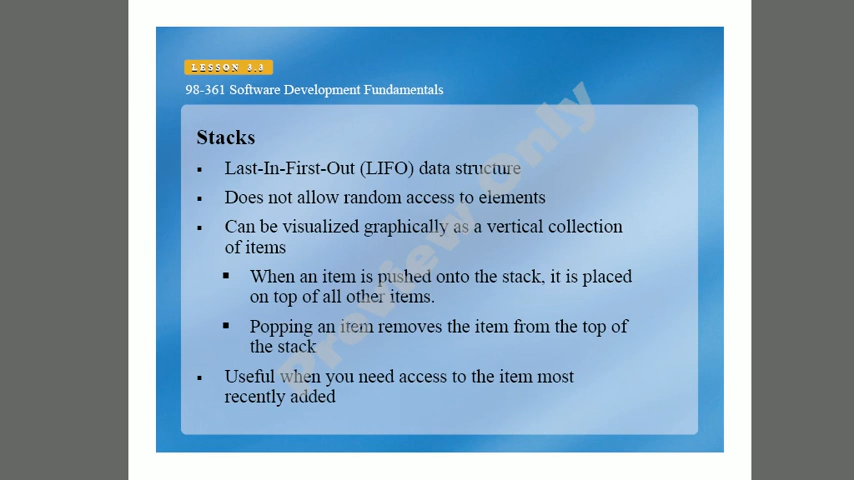 LESSON 3.3
98-361 Software Development Fundamentals
Stacks
▪ Last-In-First-Out (LIFO) data structure
▪ Does not allow random access to elements
▪ Can be visualized graphically as a vertical collection
of items
▪ When an item is pushed onto the stack, it is placed
on top of all other items.
▪ Popping an item removes the item from the top of
the stack
▪ Useful when you need access to the item most
recently added
Preview Only